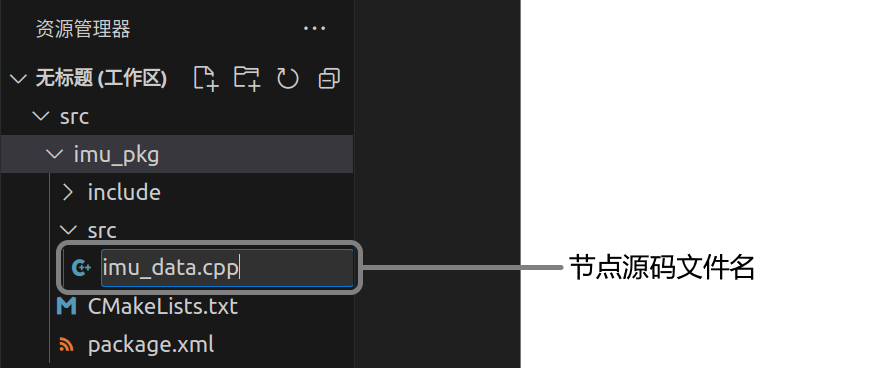 资源管理器
无标题 (工作区)
src
imu_pkg
include
src
imu_data.cpp
节点源码文件名
CMakeLists.txt
package.xml